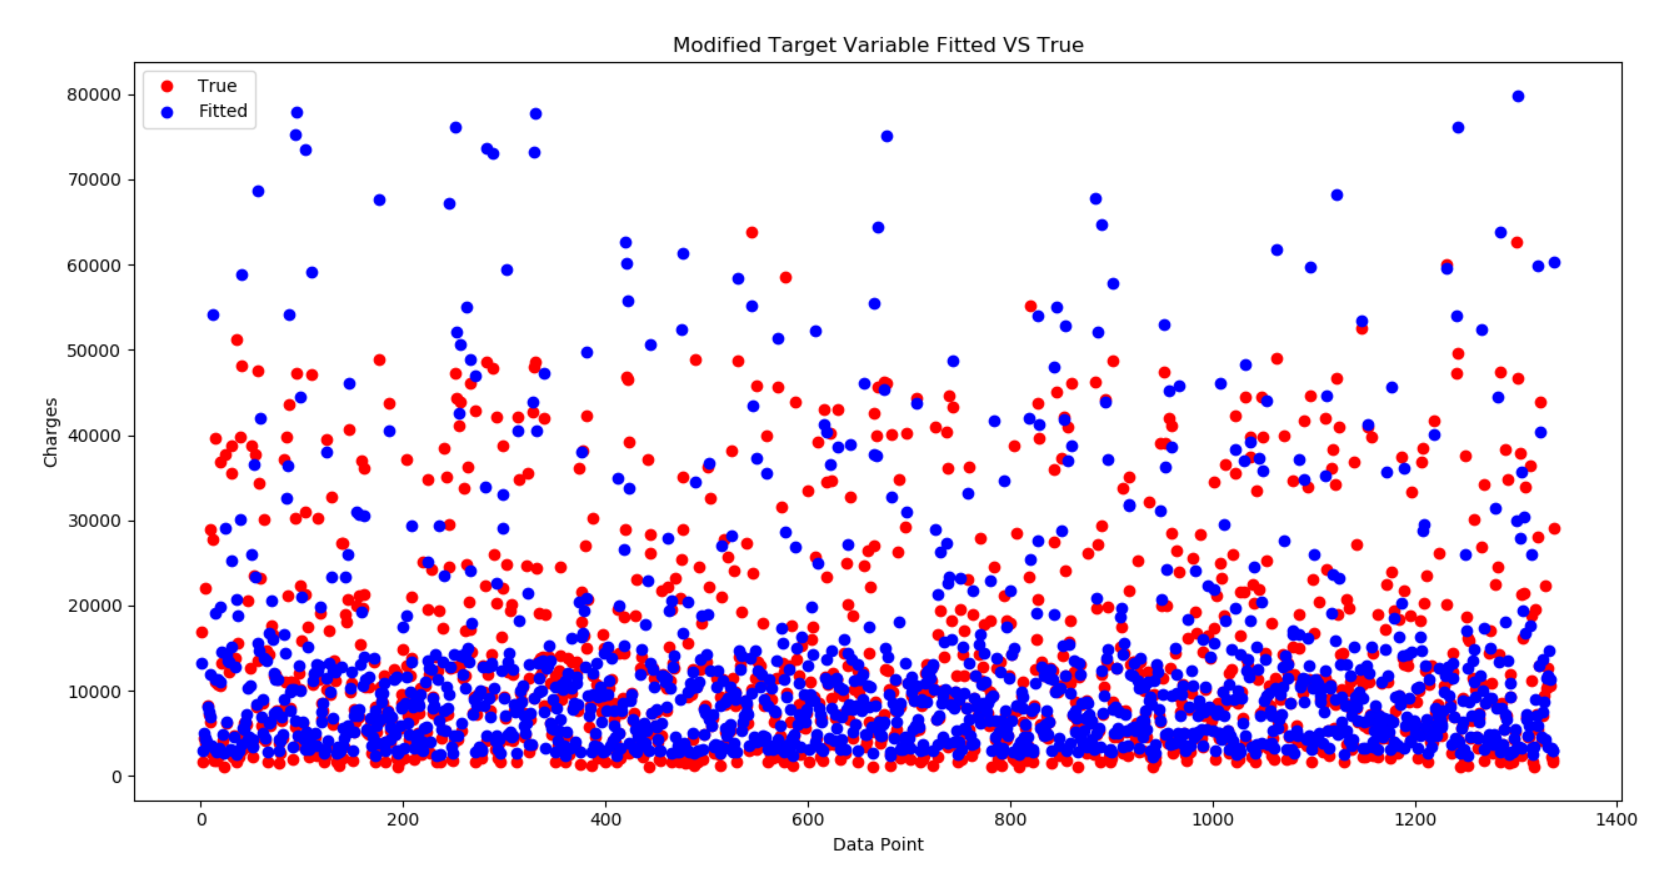 Modified Target Variable Fitted VS True
True
Fitted
80000
70000
60000
50000
40000
30000
20000
10000
0
Charges
0 200 400 600 800 1000 1200 1400
Data Point